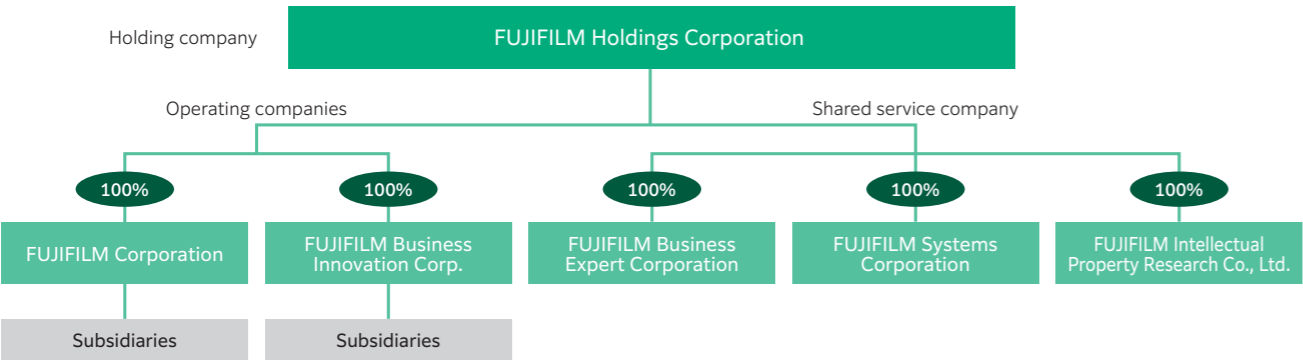 Holding company
FUJIFILM Holdings Corporation
Operating companies
Shared service company
100%
100%
100%
100%
100%
FUJIFILM Corporation
FUJIFILM Business
Innovation Corp.
FUJIFILM Business
Expert Corporation
FUJIFILM Systems
Corporation
FUJIFILM Intellectual
Property Research Co., Ltd.
Subsidiaries
Subsidiaries